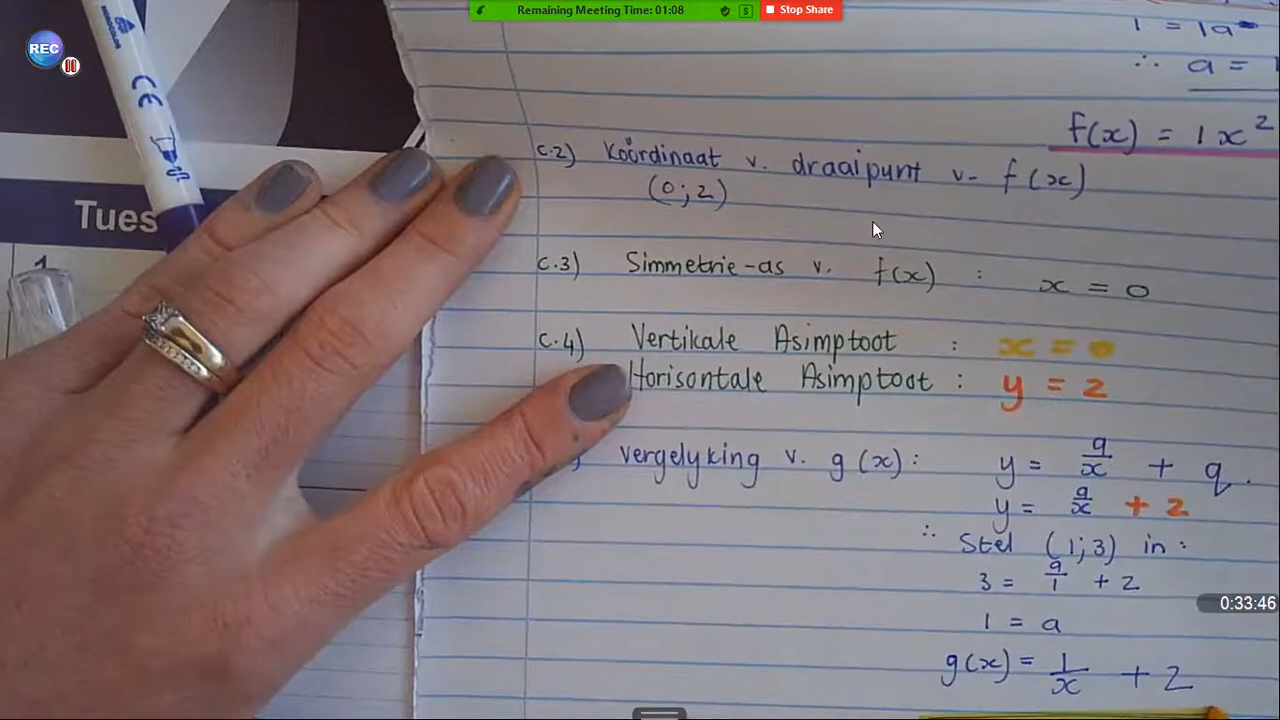 Remaining Meeting Time: 01:08
$
Stop Share
REC
CE
Tues
1
1 = 1a
∴ a =
f(x) = 1x²
c.2) Koördinaat v. draaipunt v. f(x)
(0;2)
c.3) Simmetrie-as v. f(x) : x = 0
c.4) Vertikale Asimptoot : x = 0
Horisontale Asimptoot : y = 2
) vergelyking v. g(x): y = a/x + q.
y = a/x + 2
∴ Stel (1;3) in:
3 = a/1 + 2
1 = a
g(x) = 1/x + 2
0:33:46